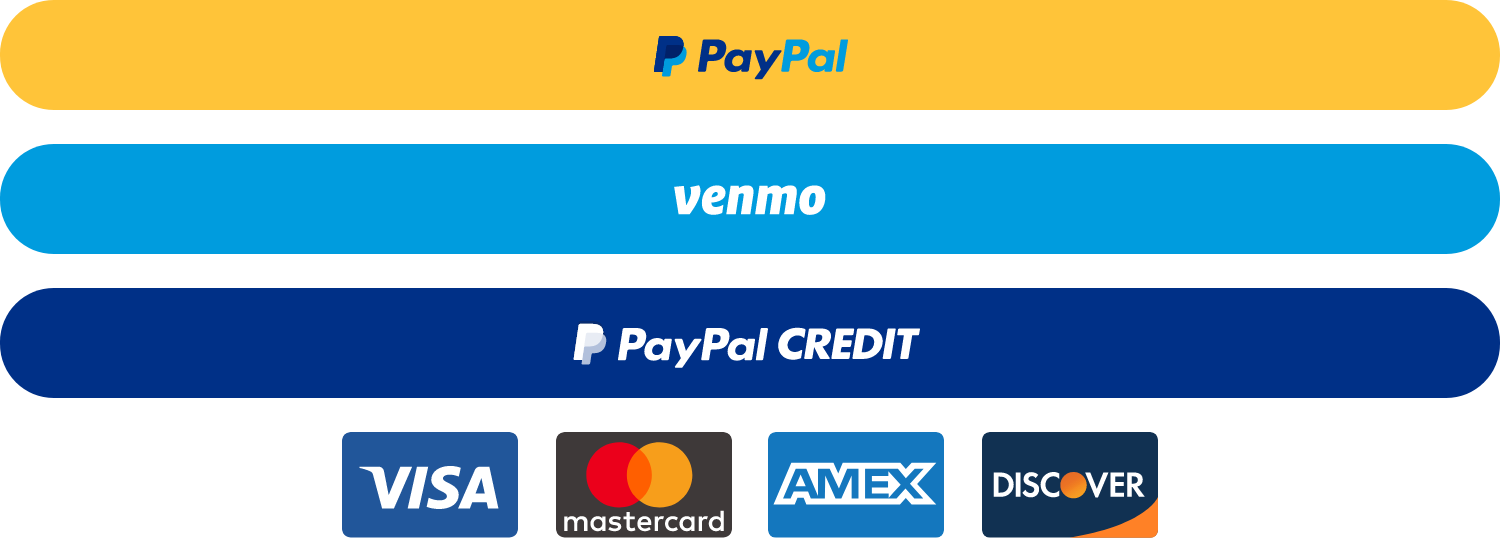 PayPal
venmo
PayPal CREDIT
VISA
mastercard
AMEX
DISCOVER